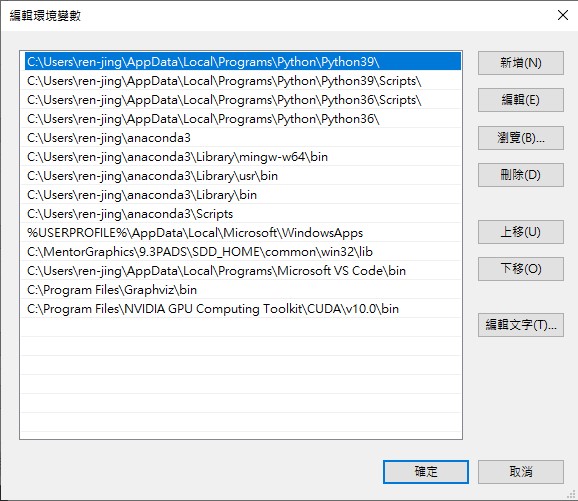 編輯環境變數
C:\Users\ren-jing\AppData\Local\Programs\Python\Python39\
C:\Users\ren-jing\AppData\Local\Programs\Python\Python39\Scripts\
C:\Users\ren-jing\AppData\Local\Programs\Python\Python36\Scripts\
C:\Users\ren-jing\AppData\Local\Programs\Python\Python36\
C:\Users\ren-jing\anaconda3
C:\Users\ren-jing\anaconda3\Library\mingw-w64\bin
C:\Users\ren-jing\anaconda3\Library\usr\bin
C:\Users\ren-jing\anaconda3\Library\bin
C:\Users\ren-jing\anaconda3\Scripts
%USERPROFILE%\AppData\Local\Microsoft\WindowsApps
C:\MentorGraphics\9.3PADS\SDD_HOME\common\win32\lib
C:\Users\ren-jing\AppData\Local\Programs\Microsoft VS Code\bin
C:\Program Files\Graphviz\bin
C:\Program Files\NVIDIA GPU Computing Toolkit\CUDA\v10.0\bin
新增(N)
編輯(E)
瀏覽(B)...
刪除(D)
上移(U)
下移(O)
編輯文字(T)...
確定
取消